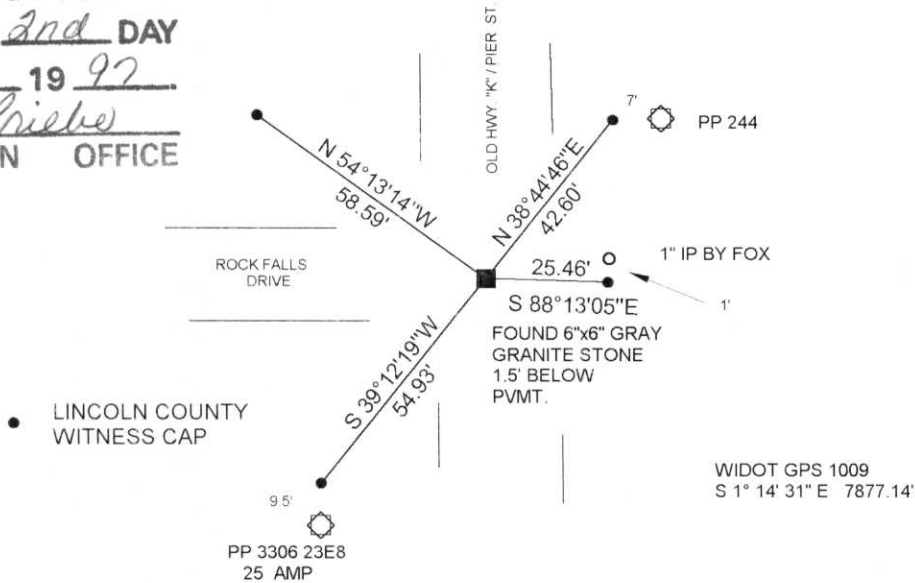 2nd DAY
19 97.
Priebe
N OFFICE
OLD HWY. "K" / PIER ST.
7'
PP 244
N 54°13'14"W
58.59'
N 38°44'46"E
42.60'
ROCK FALLS
DRIVE
1" IP BY FOX
25.46'
1'
S 88°13'05"E
FOUND 6"x6" GRAY
GRANITE STONE
1.5' BELOW
PVMT.
S 39°12'19"W
54.93'
LINCOLN COUNTY
WITNESS CAP
WIDOT GPS 1009
S 1° 14' 31" E 7877.14'
9.5'
PP 3306 23E8
25 AMP